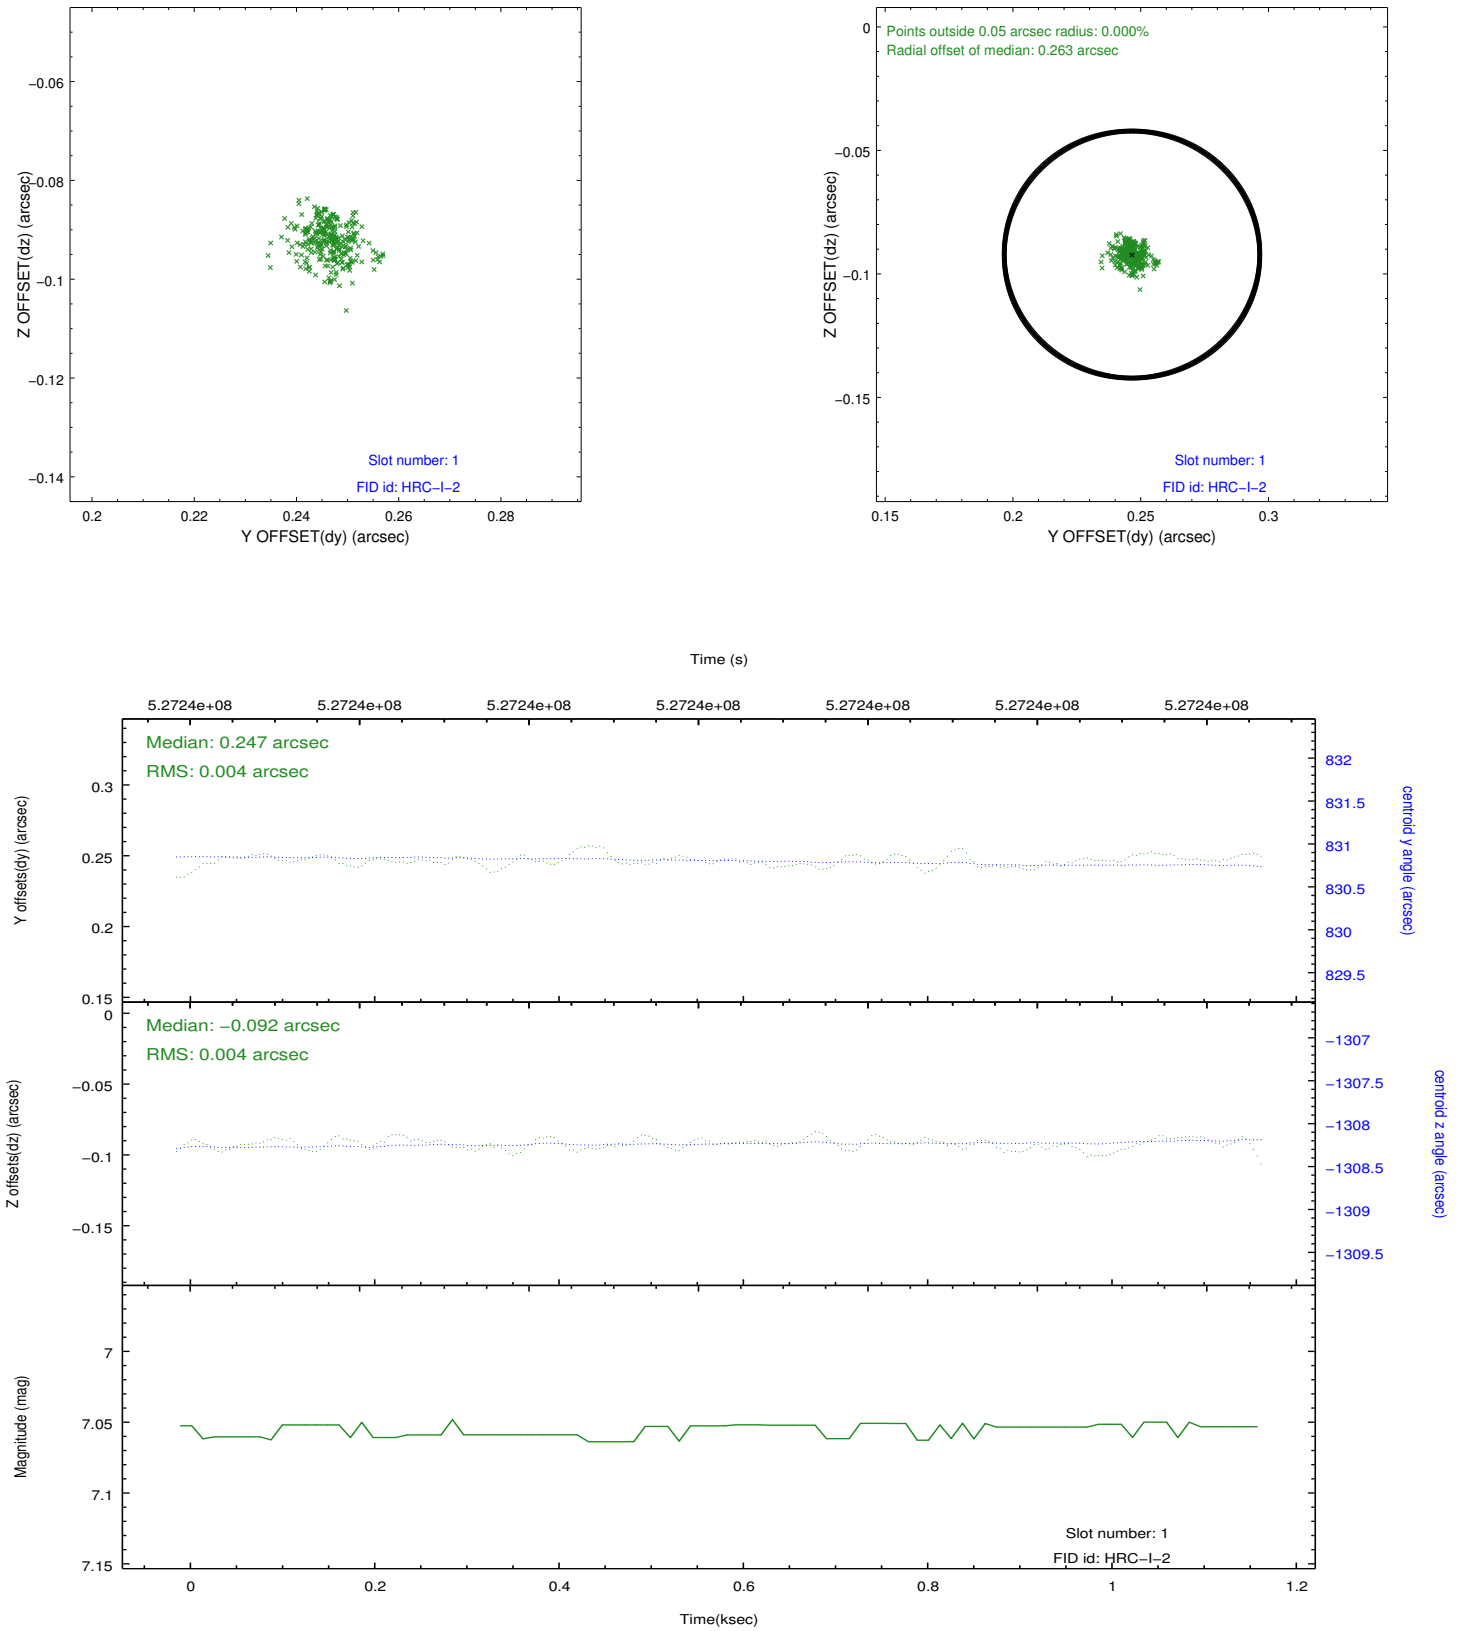 −0.06
−0.08
−0.1
−0.12
−0.14
Z OFFSET(dz) (arcsec)
Slot number: 1
FID id: HRC−I−2
0.2 0.22 0.24 0.26 0.28
Y OFFSET(dy) (arcsec)
Points outside 0.05 arcsec radius: 0.000%
Radial offset of median: 0.263 arcsec
0
−0.05
−0.1
−0.15
Z OFFSET(dz) (arcsec)
Slot number: 1
FID id: HRC−I−2
0.15 0.2 0.25 0.3
Y OFFSET(dy) (arcsec)
Time (s)
5.2724e+08 5.2724e+08 5.2724e+08 5.2724e+08 5.2724e+08 5.2724e+08 5.2724e+08
Median: 0.247 arcsec
RMS: 0.004 arcsec
0.3
0.25
0.2
0.15
Y offsets(dy) (arcsec)
832
831.5
831
830.5
830
829.5
centroid y angle (arcsec)
Median: −0.092 arcsec
RMS: 0.004 arcsec
0
−0.05
−0.1
−0.15
Z offsets(dz) (arcsec)
−1307
−1307.5
−1308
−1308.5
−1309
−1309.5
centroid z angle (arcsec)
7
7.05
7.1
7.15
Magnitude (mag)
Slot number: 1
FID id: HRC−I−2
0 0.2 0.4 0.6 0.8 1 1.2
Time(ksec)